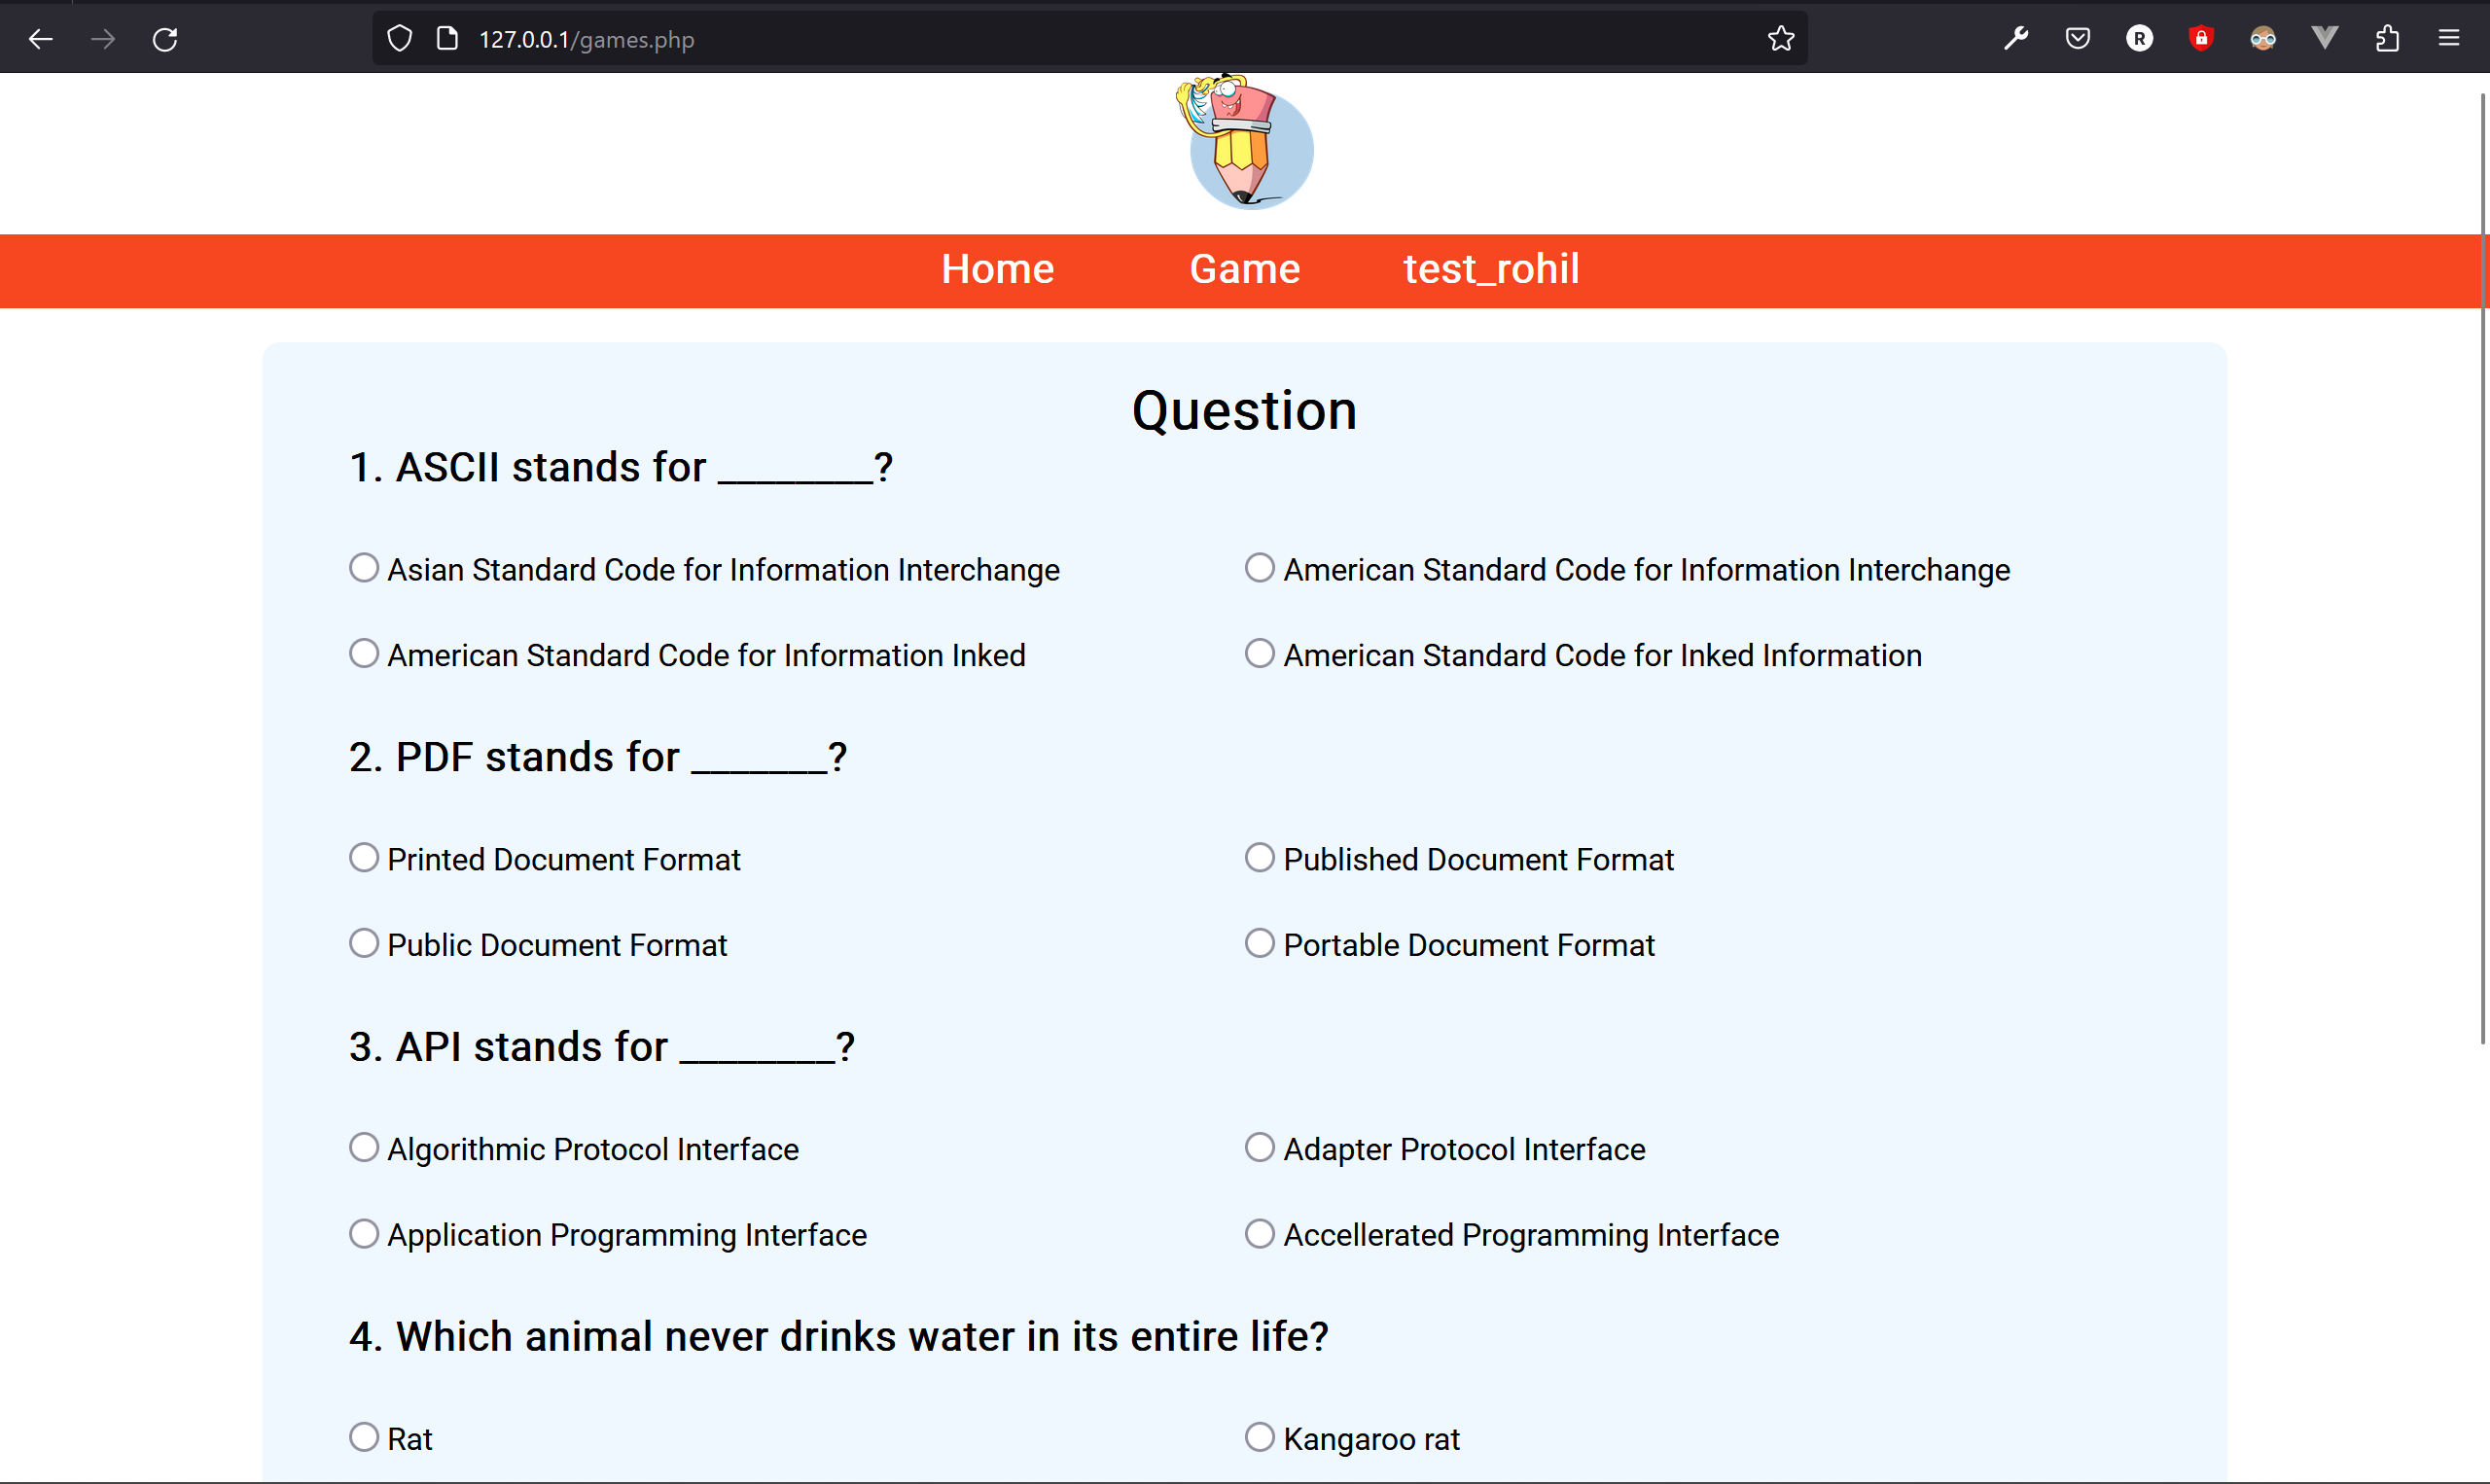 127.0.0.1/games.php
R
Home Game test_rohil
Question
1. ASCII stands for ________?
Asian Standard Code for Information Interchange American Standard Code for Information Interchange
American Standard Code for Information Inked American Standard Code for Inked Information
2. PDF stands for _______?
Printed Document Format Published Document Format
Public Document Format Portable Document Format
3. API stands for ________?
Algorithmic Protocol Interface Adapter Protocol Interface
Application Programming Interface Accellerated Programming Interface
4. Which animal never drinks water in its entire life?
Rat Kangaroo rat